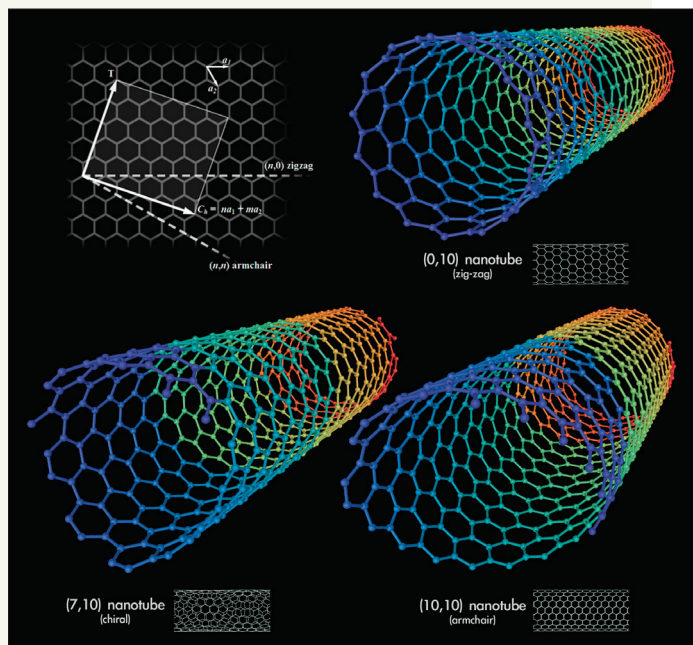 T
a₁
a₂
(n,0) zigzag
Cₕ = na₁ + ma₂
(n,n) armchair
(0,10) nanotube
(zig-zag)
(7,10) nanotube
(chiral)
(10,10) nanotube
(armchair)